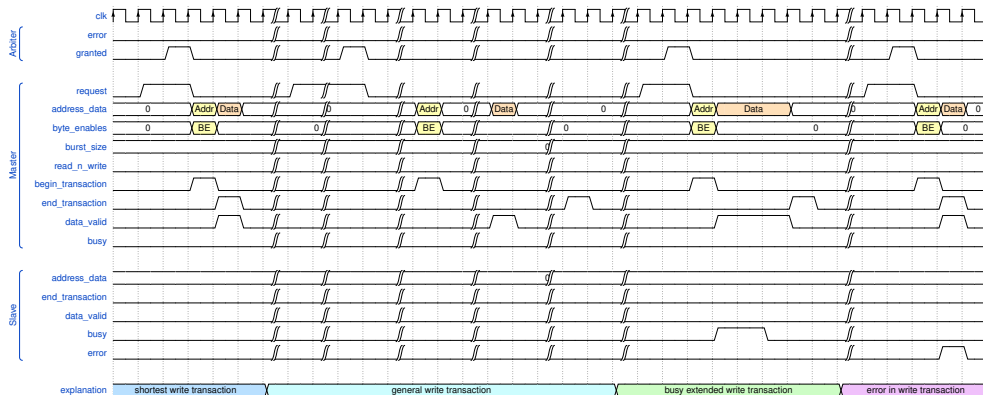 clk
Arbiter
error
granted
Master
request
address_data 0 Addr Data 0 Addr 0 Data 0 Addr Data 0 Addr Data 0
byte_enables 0 BE 0 BE 0 BE 0 BE 0
burst_size 0
read_n_write
begin_transaction
end_transaction
data_valid
busy
Slave
address_data 0
end_transaction
data_valid
busy
error
explanation shortest write transaction general write transaction busy extended write transaction error in write transaction